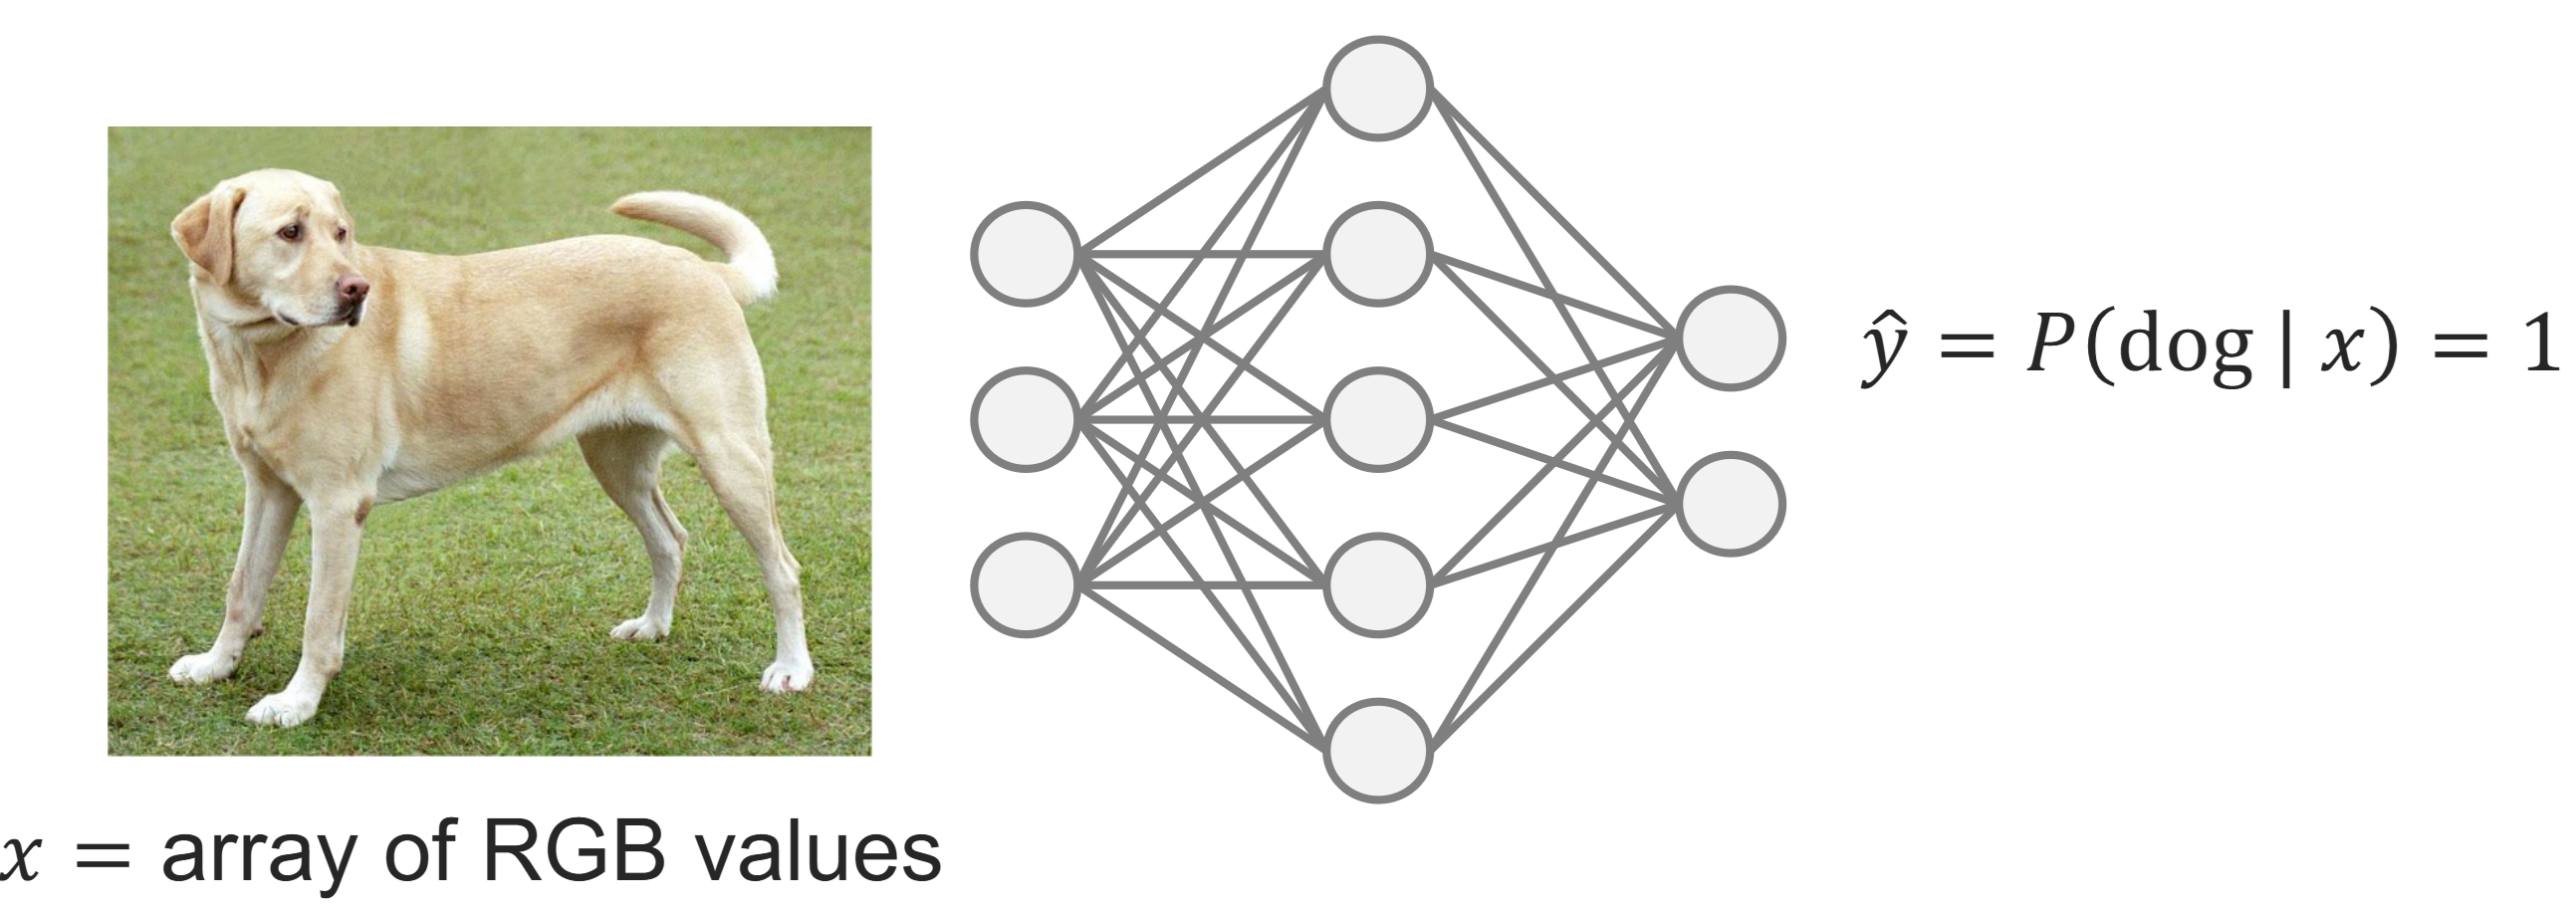 ŷ = P(dog | x) = 1
x = array of RGB values